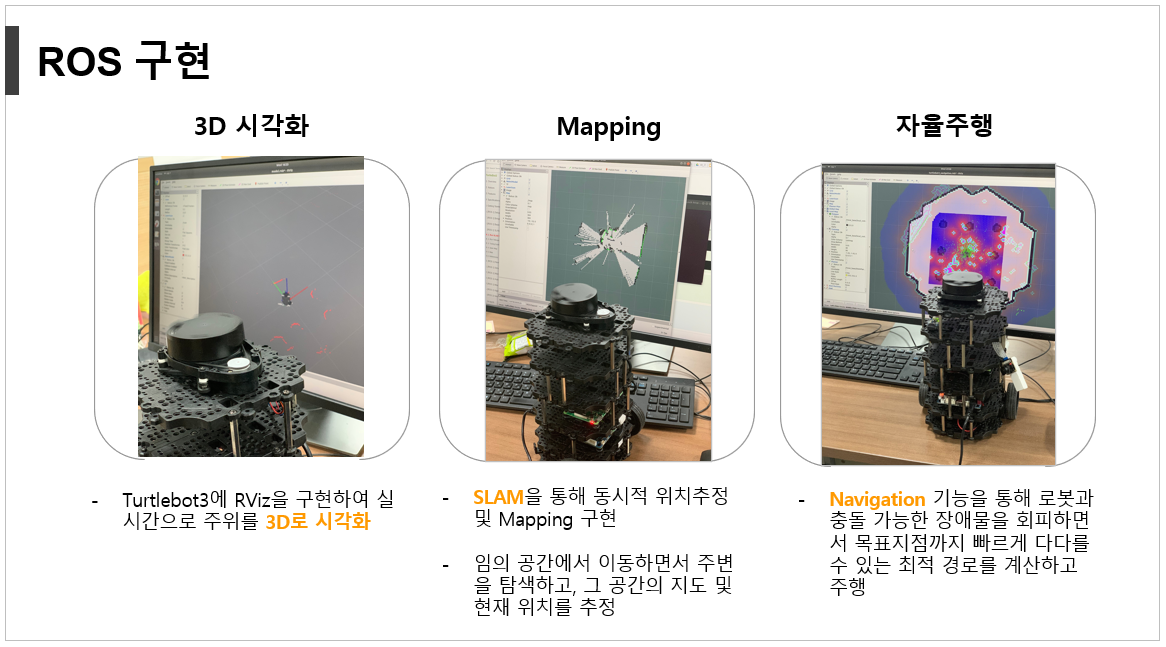 ROS 구현
3D 시각화
Mapping
자율주행
- Turtlebot3에 RViz을 구현하여 실
시간으로 주위를 3D로 시각화
- SLAM을 통해 동시적 위치추정
및 Mapping 구현
- 임의 공간에서 이동하면서 주변
을 탐색하고, 그 공간의 지도 및
현재 위치를 추정
- Navigation 기능을 통해 로봇과
충돌 가능한 장애물을 회피하면
서 목표지점까지 빠르게 다다를
수 있는 최적 경로를 계산하고
주행